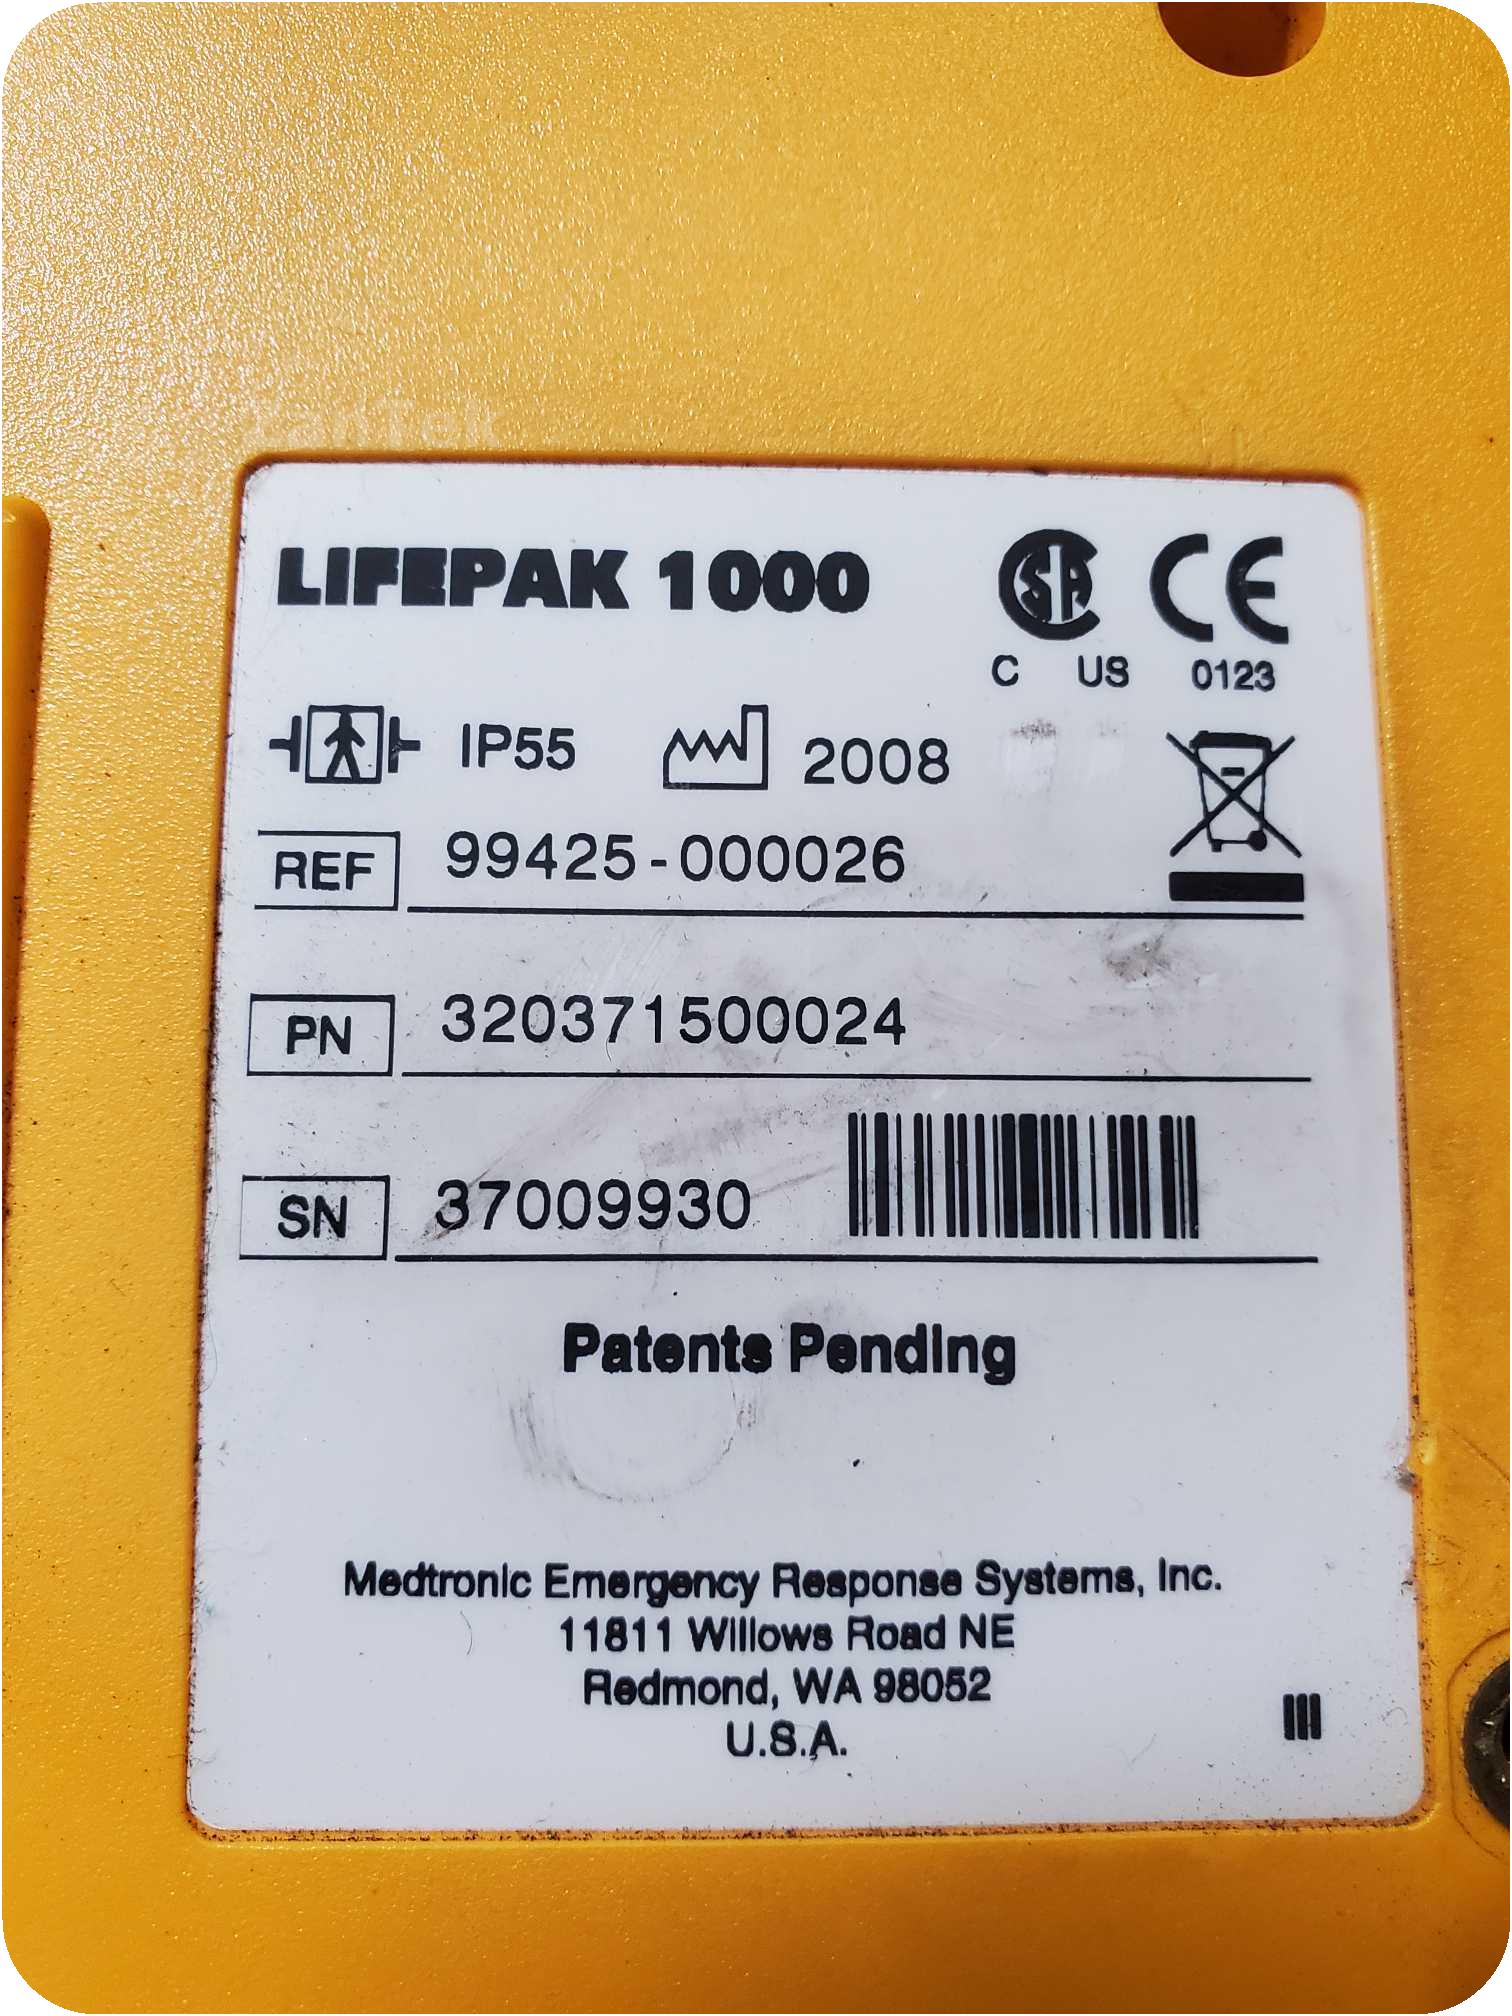 LIFEPAK 1000
C US 0123
IP55 2008
REF 99425-000026
PN 320371500024
SN 37009930
Patents Pending
Medtronic Emergency Response Systems, Inc.
11811 Willows Road NE
Redmond, WA 98052
U.S.A.